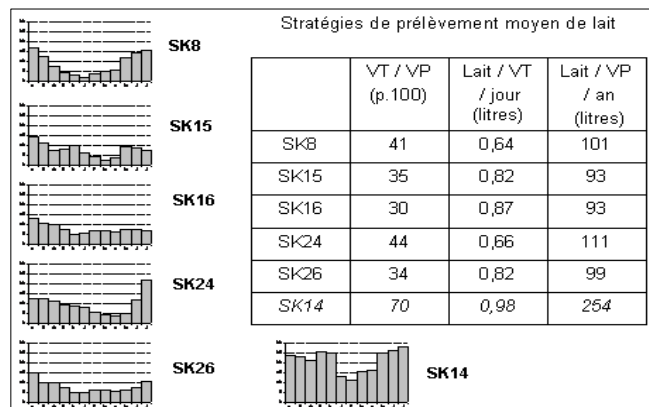 Stratégies de prélèvement moyen de lait
SK8
SK15
SK16
SK24
SK26
SK14
VT / VP (p.100) Lait / VT / jour (litres) Lait / VP / an (litres)
SK8 41 0,64 101
SK15 35 0,82 93
SK16 30 0,87 93
SK24 44 0,66 111
SK26 34 0,82 99
SK14 70 0,98 254